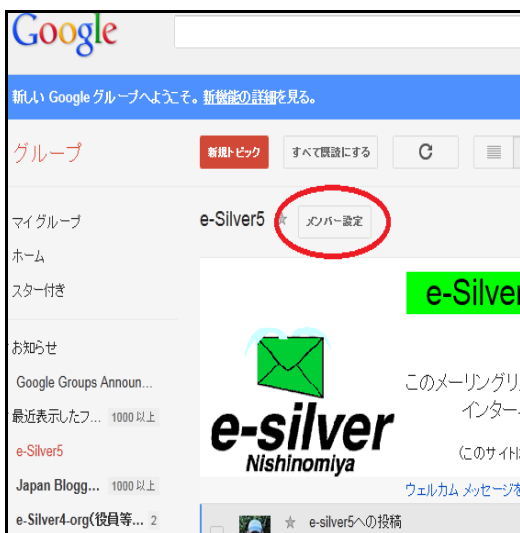 Google
新しい Google グループへようこそ。新機能の詳細を見る。
グループ
新規トピック すべて既読にする
マイグループ
ホーム
スター付き
お知らせ
Google Groups Announ...
最近表示したフ... 1000 以上
e-Silver5
Japan Blogg... 1000 以上
e-Silver4-org(役員等... 2
e-Silver5 メンバー設定
e-Silver
e-silver
Nishinomiya
このメーリングリ
インター
(このサイトは
ウェルカム メッセージを
e-silver5への投稿